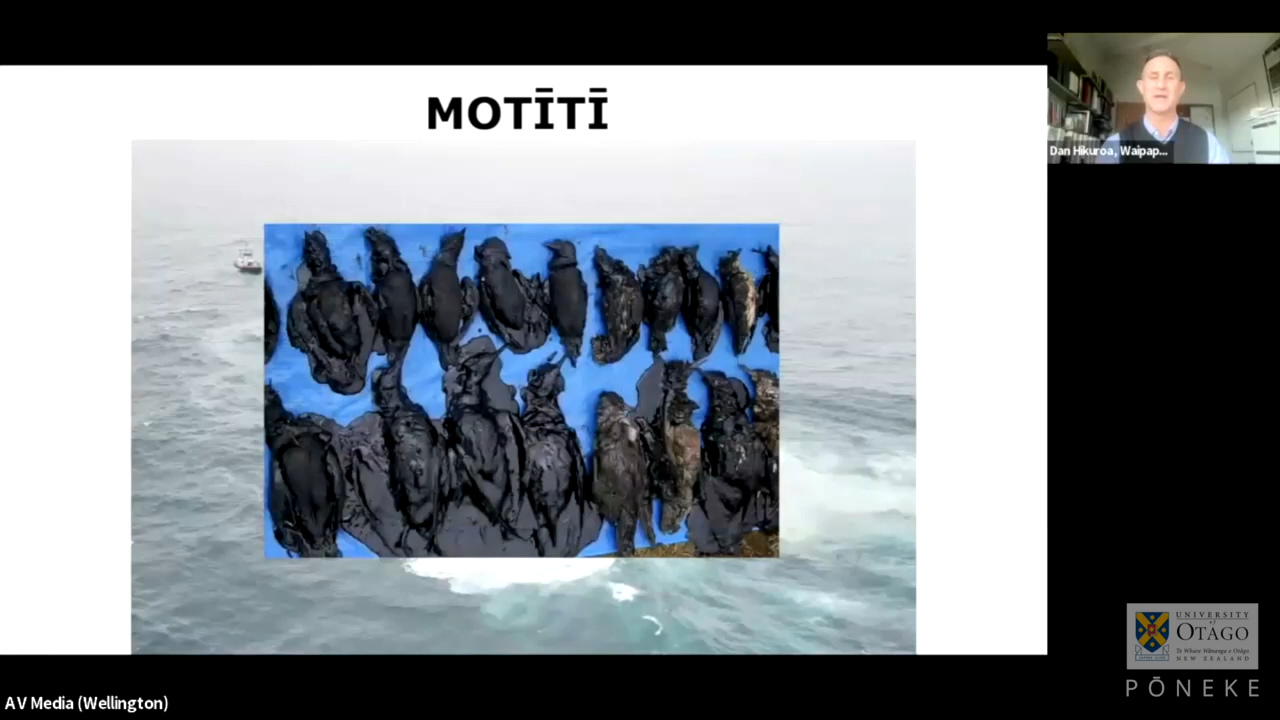 MOTĪTĪ
Dan Hikuroa, Waipap...
UNIVERSITY
of
OTAGO
Te Whare Wānanga o Otāgo
NEW ZEALAND
PŌNEKE
AV Media (Wellington)